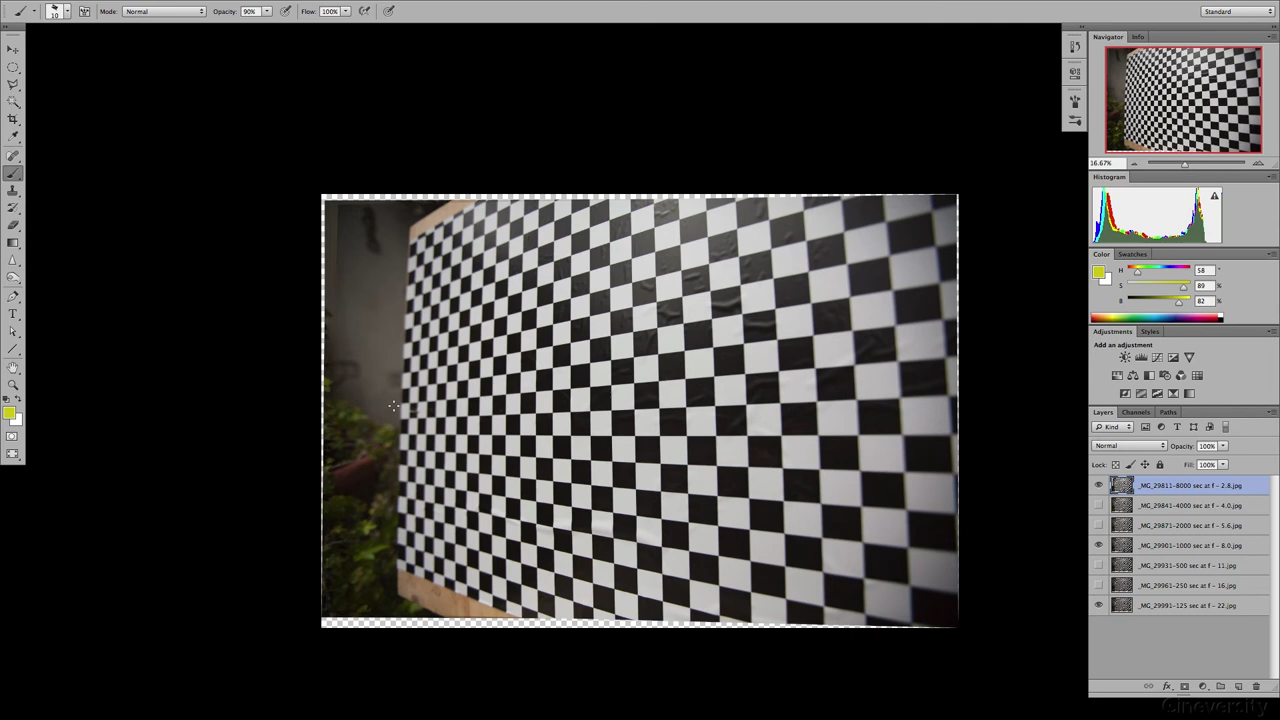 10 Mode: Normal Opacity: 90% Flow: 100% Standard
Navigator Info
16.67%
Histogram
Color Swatches
H 58 °
S 89 %
B 82 %
Adjustments Styles
Add an adjustment
Layers Channels Paths
Kind
Normal Opacity: 100%
Lock: Fill: 100%
_MG_29811-8000 sec at f - 2.8.jpg
_MG_29841-4000 sec at f - 4.0.jpg
_MG_29871-2000 sec at f - 5.6.jpg
_MG_29901-1000 sec at f - 8.0.jpg
_MG_29931-500 sec at f - 11.jpg
_MG_29961-250 sec at f - 16.jpg
_MG_29991-125 sec at f - 22.jpg
fx
Cineversity